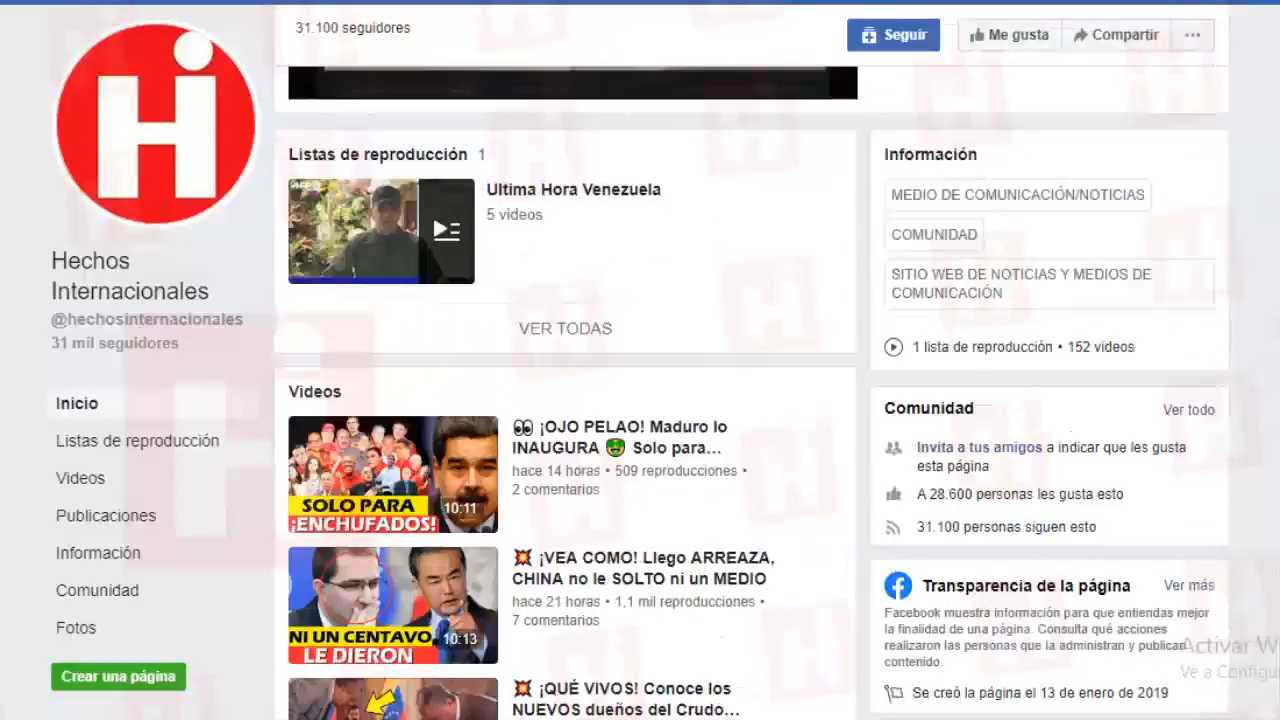 31.100 seguidores
Seguir
Me gusta
Compartir
Hi
Hechos
Internacionales
@hechosinternacionales
31 mil seguidores
Inicio
Listas de reproducción
Videos
Publicaciones
Información
Comunidad
Fotos
Crear una página
Listas de reproducción 1
Ultima Hora Venezuela
5 videos
VER TODAS
Videos
SOLO PARA
¡ENCHUFADOS!
10:11
👀 ¡OJO PELAO! Maduro lo
INAUGURA 🤑 Solo para...
hace 14 horas • 509 reproducciones •
2 comentarios
NI UN CENTAVO
LE DIERON
10:13
💥 ¡VEA COMO! Llego ARREAZA,
CHINA no le SOLTO ni un MEDIO
hace 21 horas • 1,1 mil reproducciones •
7 comentarios
💥 ¡QUÉ VIVOS! Conoce los
NUEVOS dueños del Crudo...
Información
MEDIO DE COMUNICACIÓN/NOTICIAS
COMUNIDAD
SITIO WEB DE NOTICIAS Y MEDIOS DE
COMUNICACIÓN
1 lista de reproducción • 152 videos
Comunidad
Ver todo
Invita a tus amigos a indicar que les gusta
esta página
A 28.600 personas les gusta esto
31.100 personas siguen esto
Transparencia de la página
Ver más
Facebook muestra información para que entiendas mejor
la finalidad de una página. Consulta qué acciones
realizaron las personas que la administran y publican
contenido.
Se creó la página el 13 de enero de 2019
Activar W
Ve a Configu